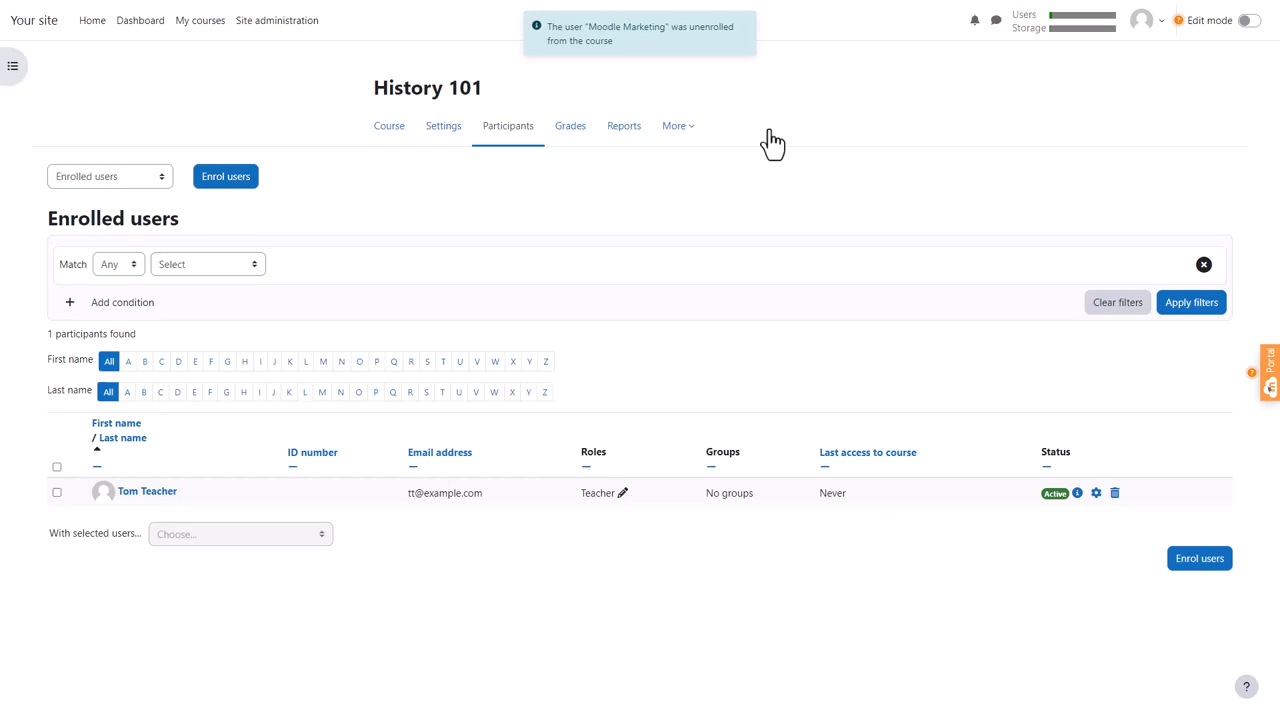 Your site Home Dashboard My courses Site administration
The user "Moodle Marketing" was unenrolled
from the course
Users
Storage
? Edit mode
History 101
Course Settings Participants Grades Reports More
Enrolled users Enrol users
Enrolled users
Match Any Select
+ Add condition Clear filters Apply filters
1 participants found
First name All A B C D E F G H I J K L M N O P Q R S T U V W X Y Z
Last name All A B C D E F G H I J K L M N O P Q R S T U V W X Y Z
? Portal
First name
/ Last name
ID number Email address Roles Groups Last access to course Status
Tom Teacher tt@example.com Teacher No groups Never Active
With selected users... Choose...
Enrol users
?